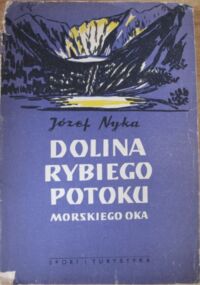 Józef Nyka
DOLINA
RYBIEGO
POTOKU
MORSKIEGO OKA
SPORT I TURYSTYKA